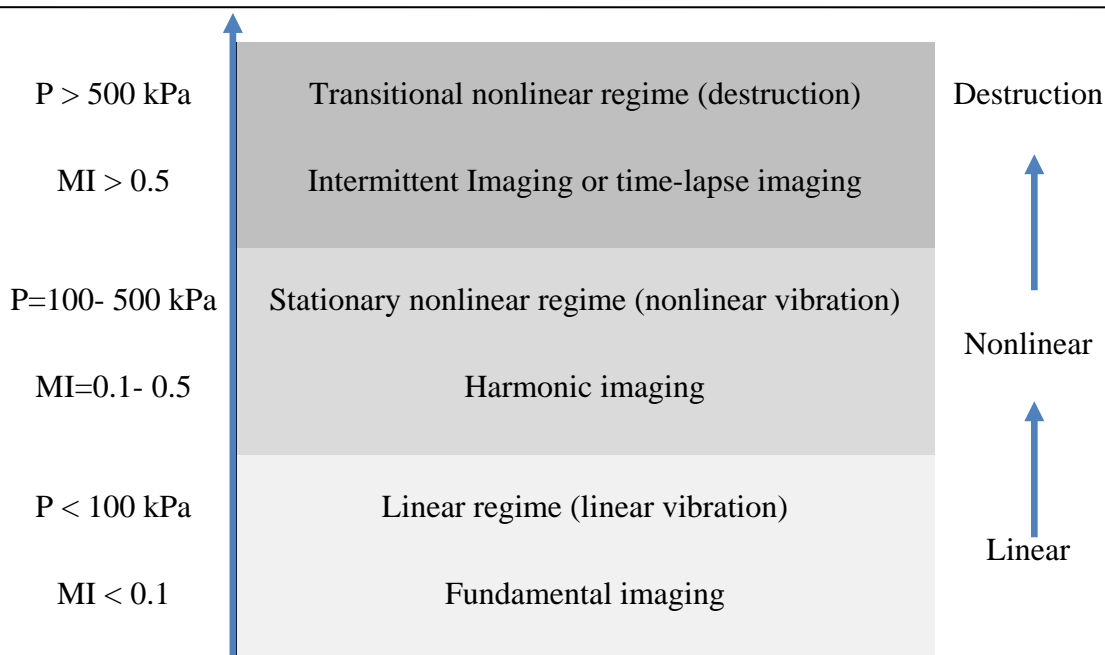 P > 500 kPa Transitional nonlinear regime (destruction) Destruction
MI > 0.5 Intermittent Imaging or time-lapse imaging
P=100- 500 kPa Stationary nonlinear regime (nonlinear vibration)
Nonlinear
MI=0.1- 0.5 Harmonic imaging
P < 100 kPa Linear regime (linear vibration)
Linear
MI < 0.1 Fundamental imaging